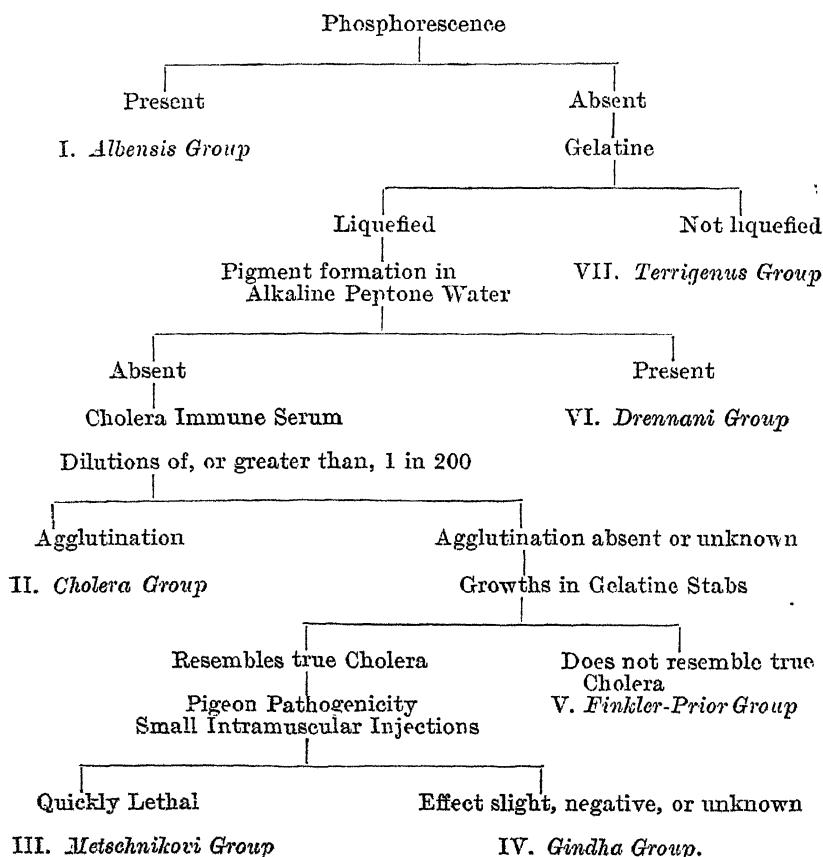 Phosphorescence
Present Absent
I. Albensis Group Gelatine
Liquefied Not liquefied
Pigment formation in VII. Terrigenus Group
Alkaline Peptone Water
Absent Present
Cholera Immune Serum VI. Drennani Group
Dilutions of, or greater than, 1 in 200
Agglutination Agglutination absent or unknown
II. Cholera Group Growths in Gelatine Stabs
Resembles true Cholera Does not resemble true
Cholera
Pigeon Pathogenicity V. Finkler-Prior Group
Small Intramuscular Injections
Quickly Lethal Effect slight, negative, or unknown
III. Metschnikovi Group IV. Gindha Group.